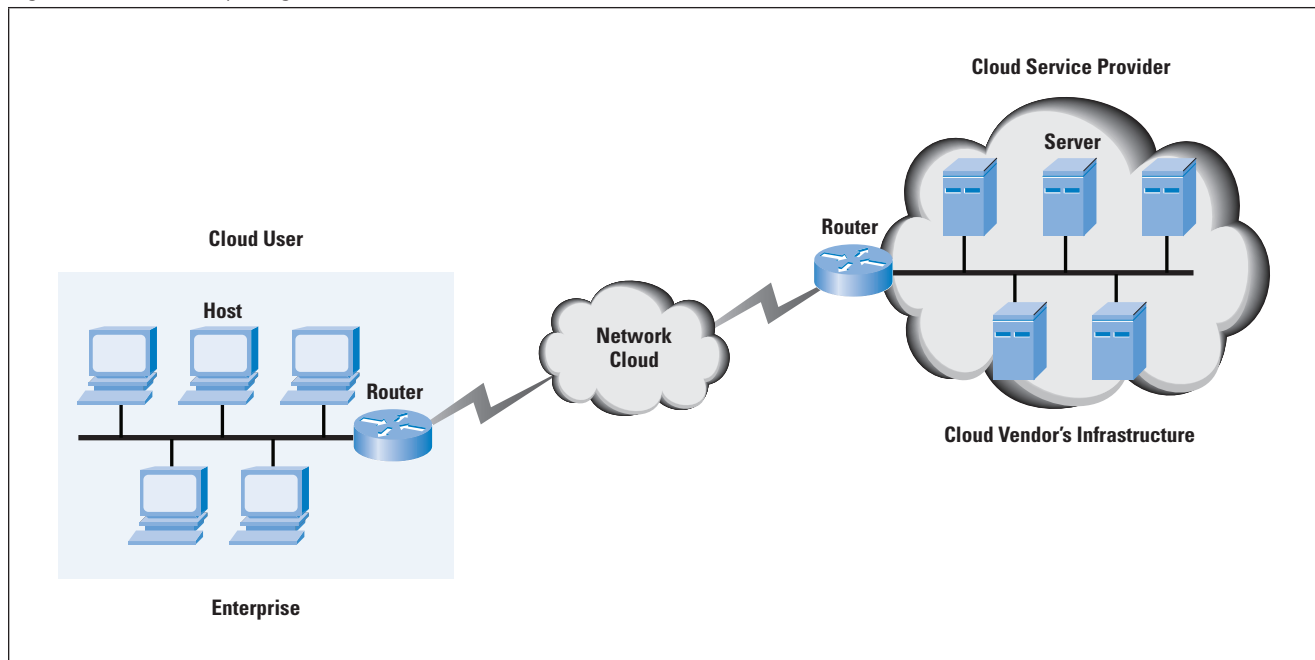 Cloud Service Provider
Server
Router
Cloud User
Host
Network
Cloud
Router
Cloud Vendor's Infrastructure
Enterprise